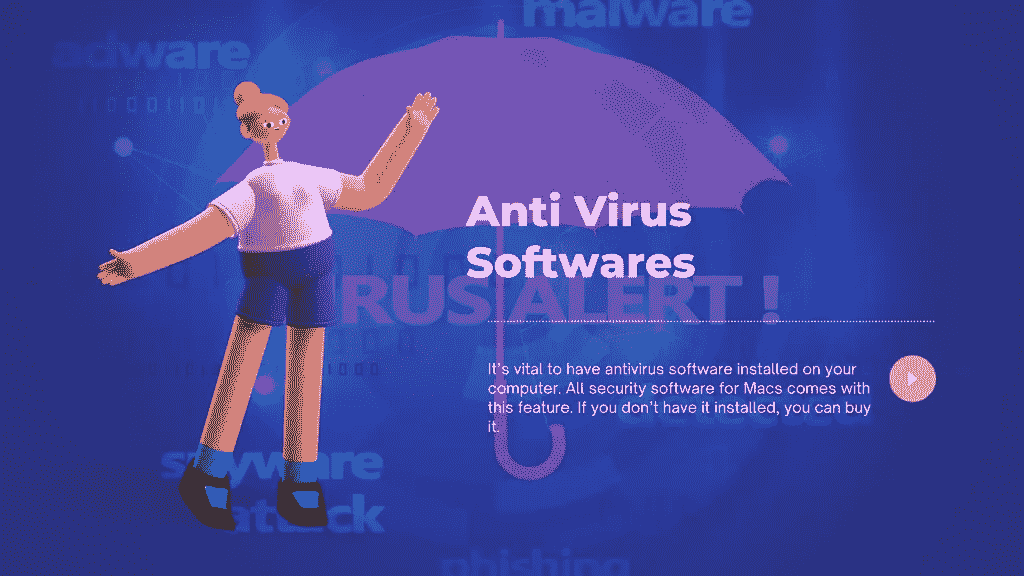 malware
adware
Anti Virus
Softwares
RUS ALERT !
It's vital to have antivirus software installed on your
computer. All security software for Macs comes with
this feature. If you don't have it installed, you can buy
it.
spyware
attack
phishing